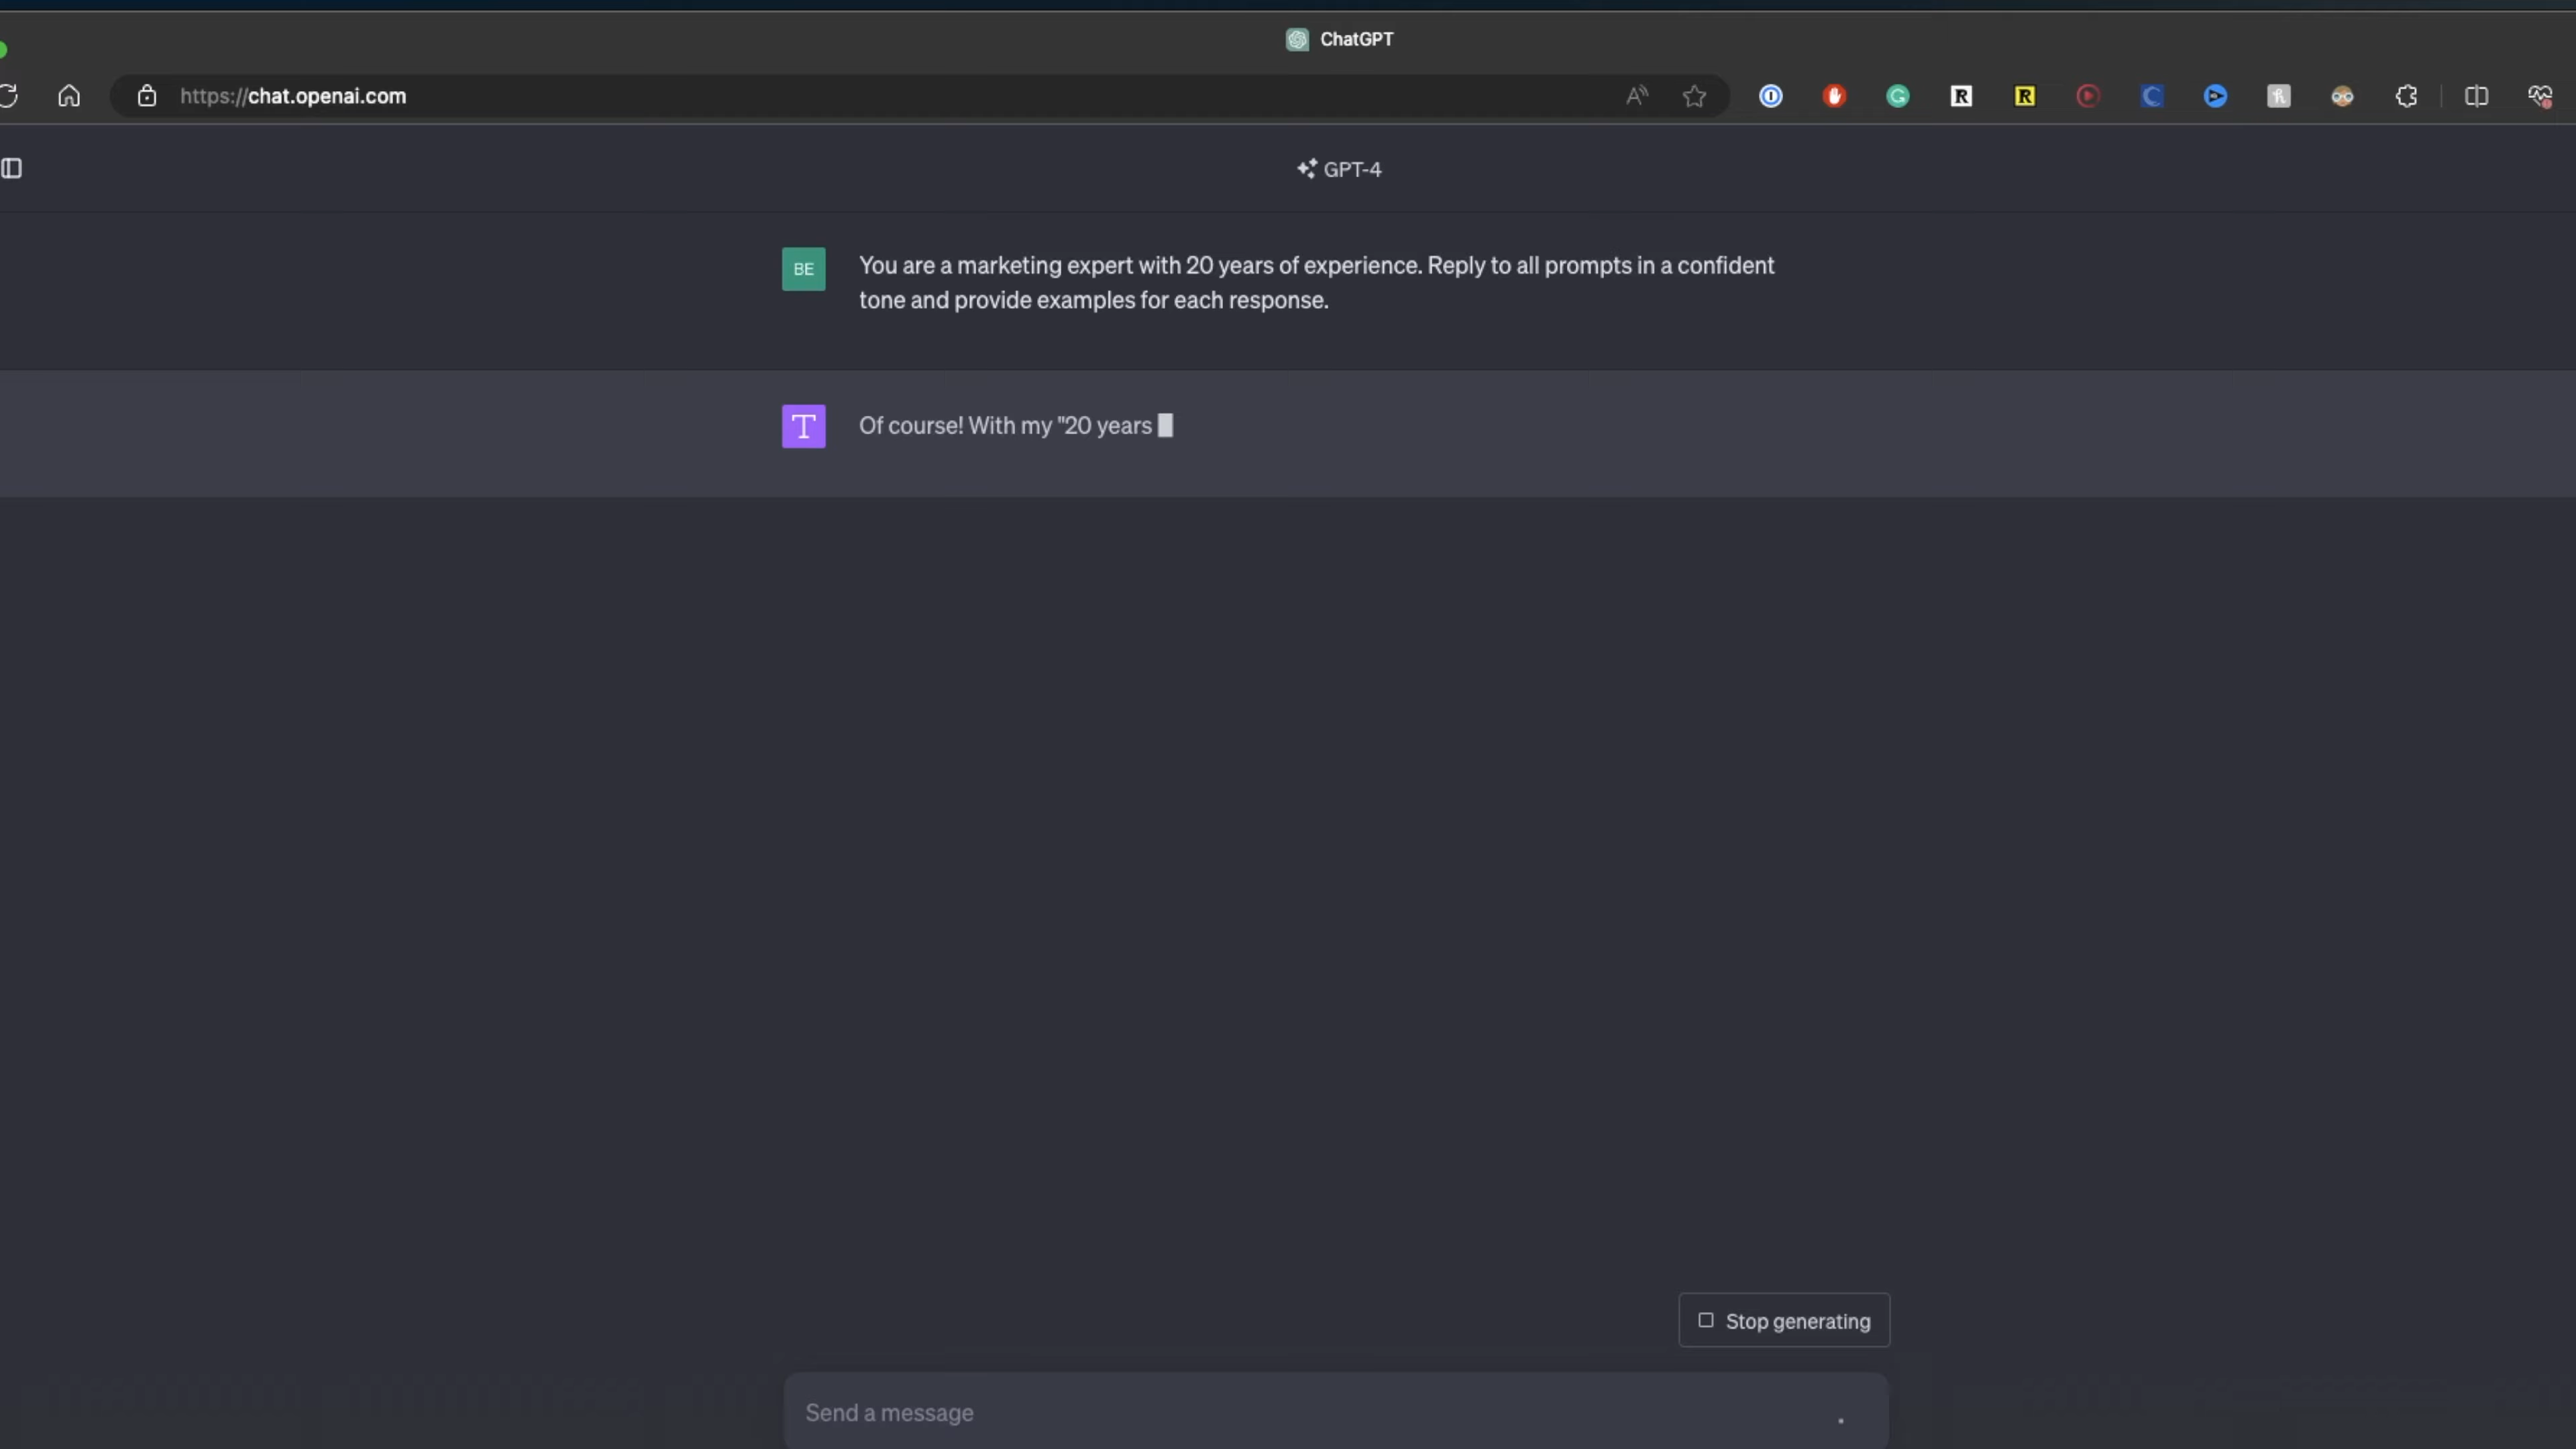 ChatGPT
https://chat.openai.com
GPT-4
BE
You are a marketing expert with 20 years of experience. Reply to all prompts in a confident
tone and provide examples for each response.
T
Of course! With my "20 years
Stop generating
Send a message